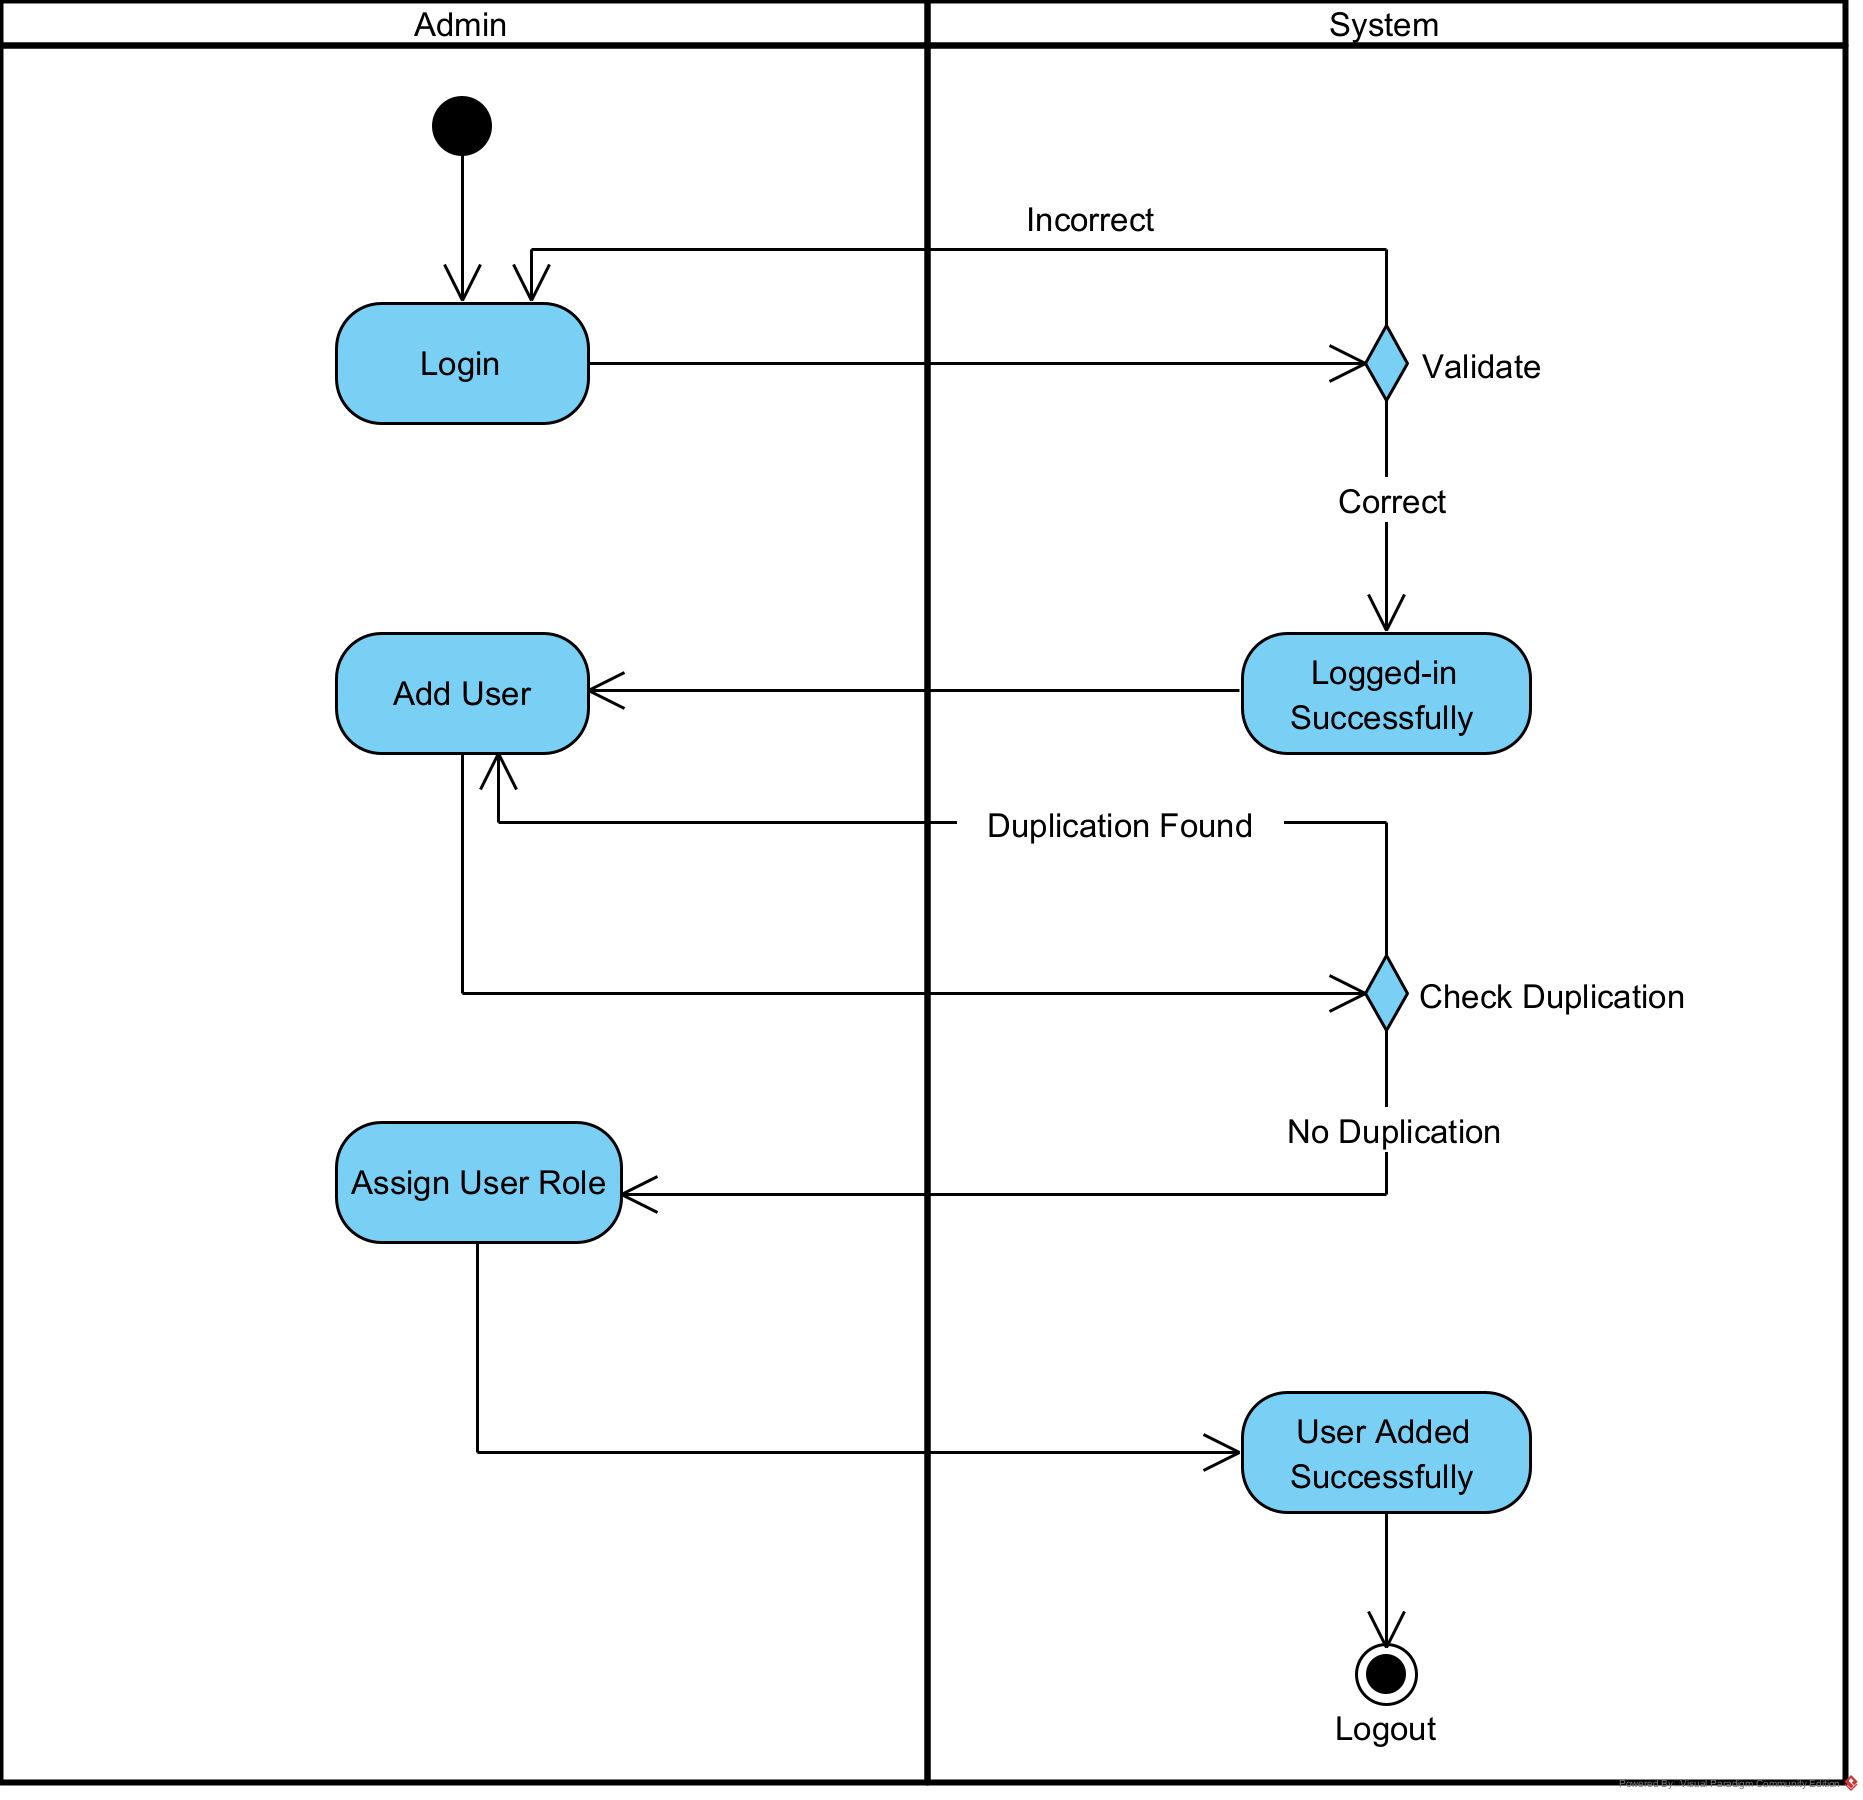 Admin
System
Incorrect
Login
Validate
Correct
Add User
Logged-in
Successfully
Duplication Found
Check Duplication
No Duplication
Assign User Role
User Added
Successfully
Logout
Powered By: Visual Paradigm Community Edition